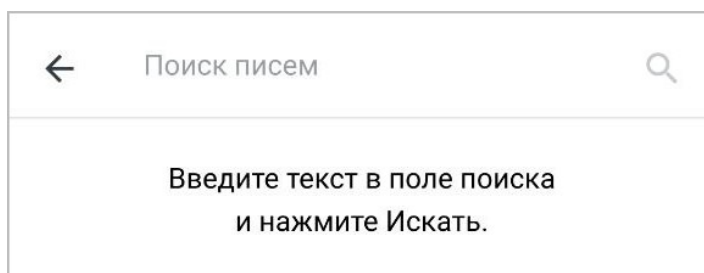 Поиск писем
Введите текст в поле поиска
и нажмите Искать.